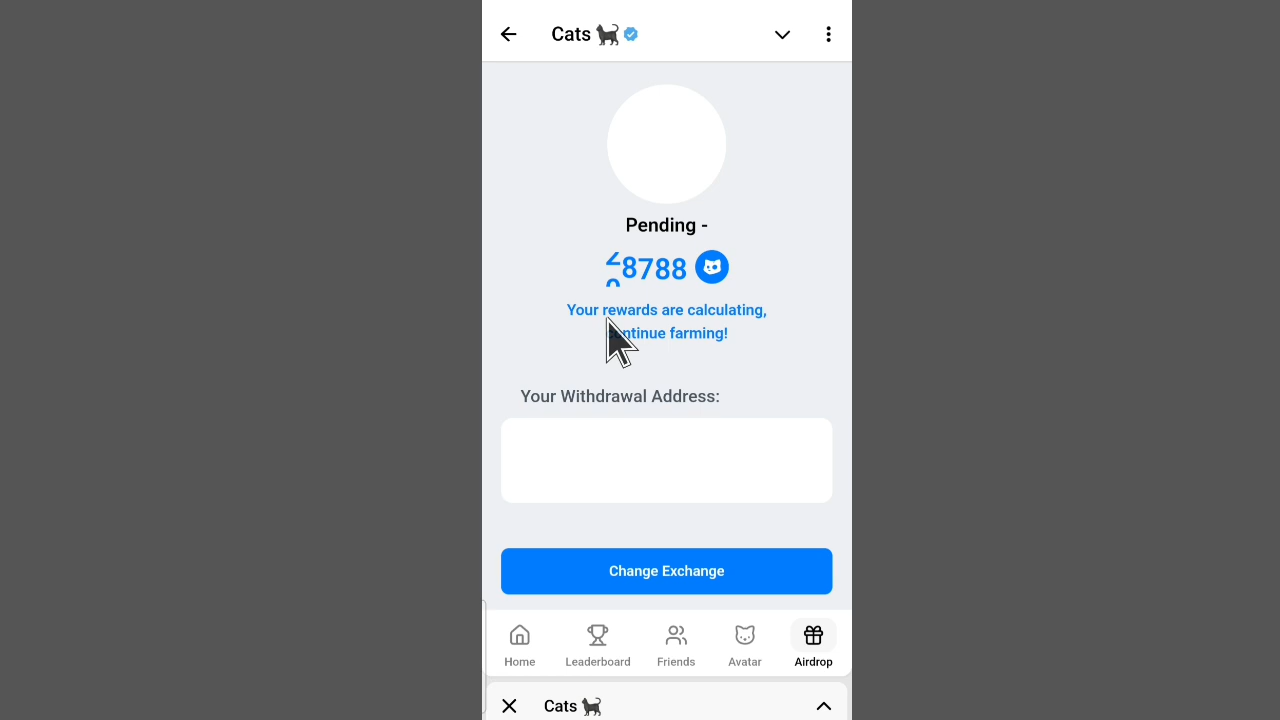 Cats
Pending -
8788
Your rewards are calculating,
continue farming!
Your Withdrawal Address:
Change Exchange
Home
Leaderboard
Friends
Avatar
Airdrop
Cats